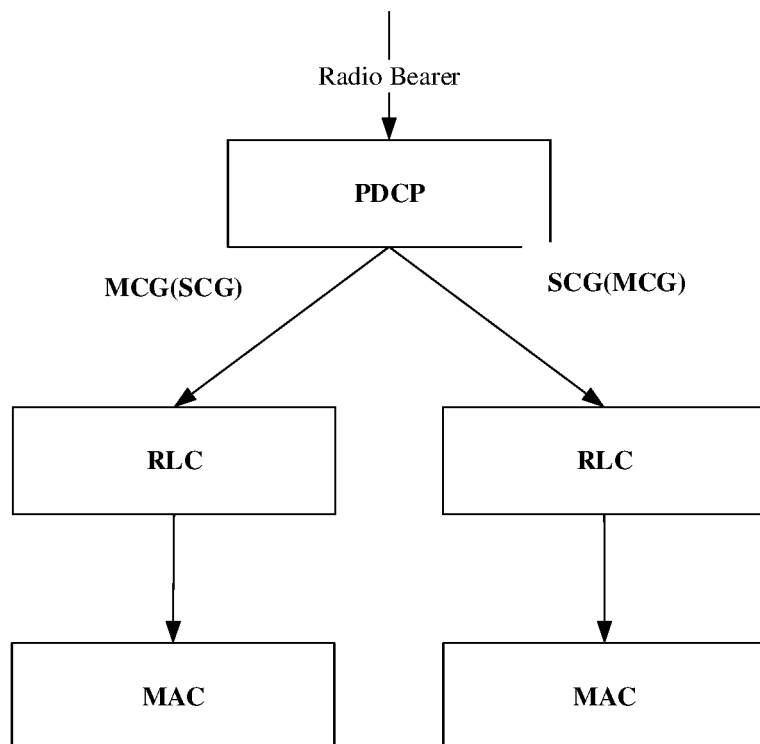 Radio Bearer
PDCP
MCG(SCG)
SCG(MCG)
RLC
RLC
MAC
MAC